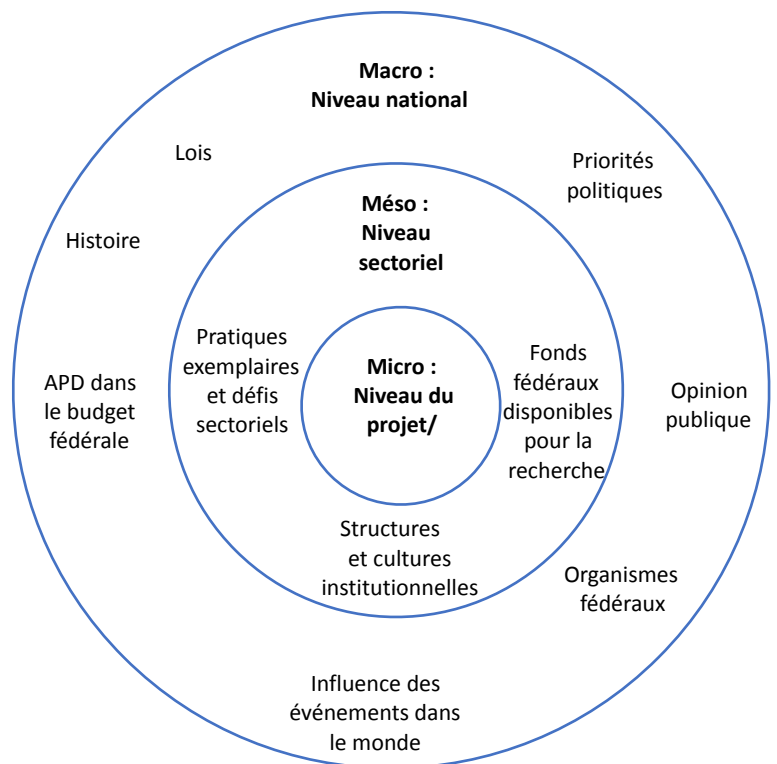 Macro :
Niveau national
Lois
Priorités
politiques
Méso :
Niveau
sectoriel
Histoire
Pratiques
exemplaires
et défis
sectoriels
Micro :
Niveau du
projet/
Fonds
fédéraux
disponibles
pour la
recherche
APD dans
le budget
fédérale
Opinion
publique
Structures
et cultures
institutionnelles
Organismes
fédéraux
Influence des
événements dans
le monde